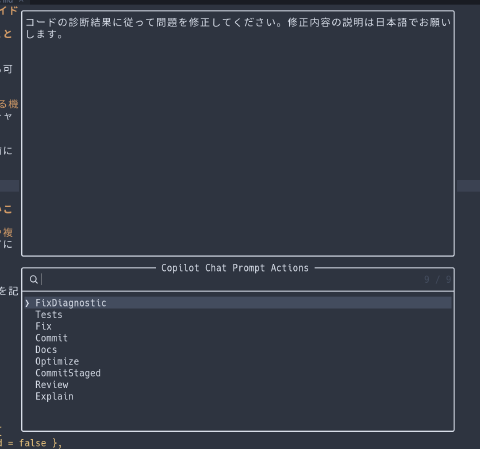 イド
コードの診断結果に従って問題を修正してください。修正内容の説明は日本語でお願い
します。
と
可
る機
ャ
に
こ
複
に
を記
Copilot Chat Prompt Actions
9 / 9
❯ FixDiagnostic
Tests
Fix
Commit
Docs
Optimize
CommitStaged
Review
Explain
d = false },